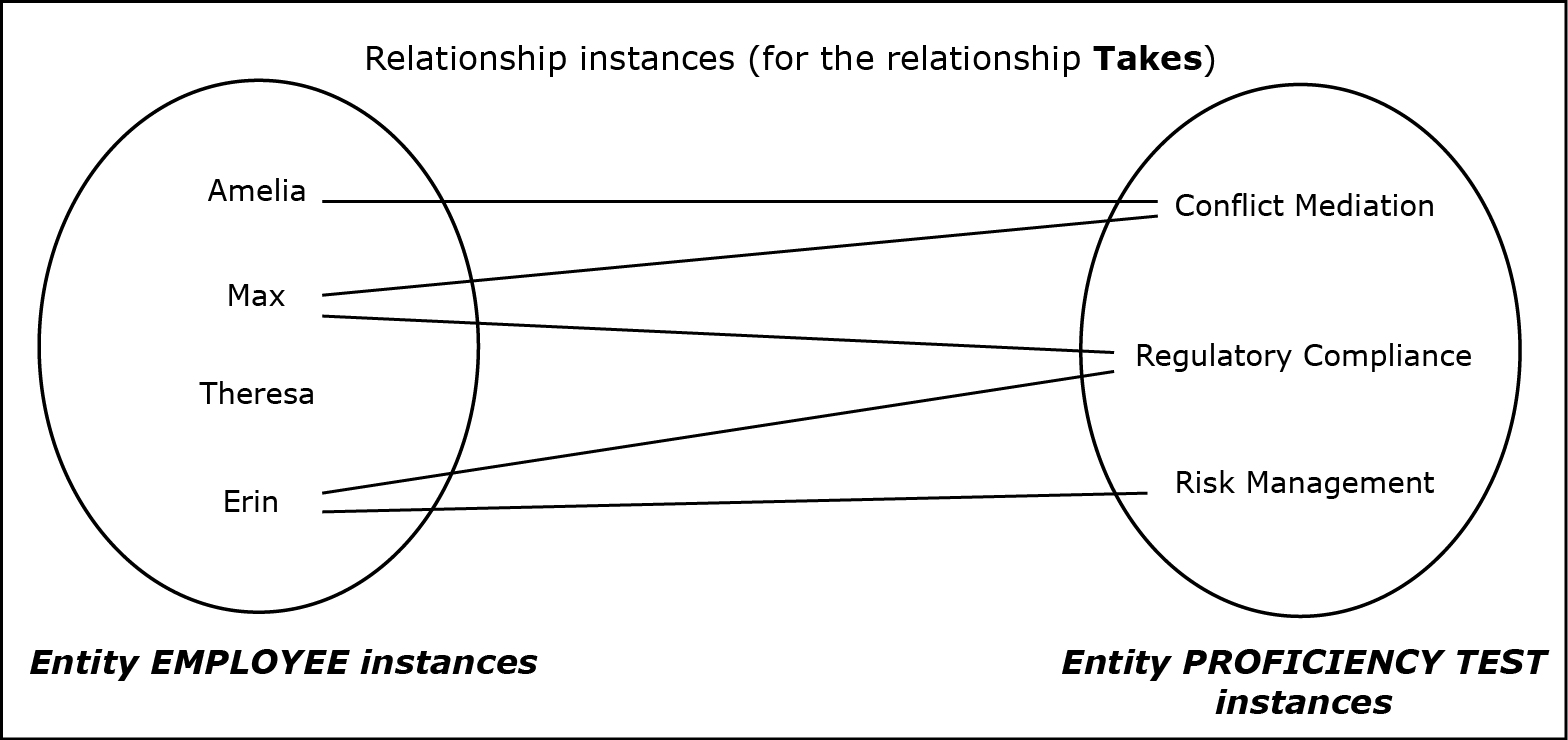 Relationship instances (for the relationship Takes)
Amelia
Max
Theresa
Erin
Conflict Mediation
Regulatory Compliance
Risk Management
Entity EMPLOYEE instances
Entity PROFICIENCY TEST
instances